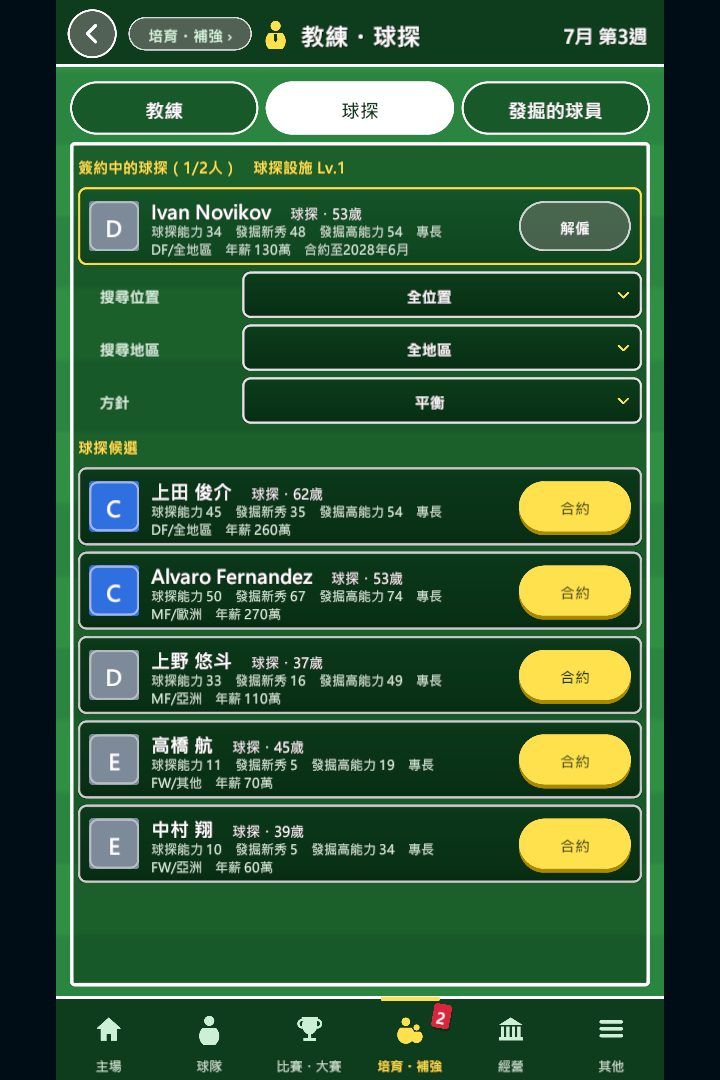 培育・補強 ›
教練・球探
7月 第3週
教練
球探
發掘的球員
簽約中的球探 ( 1/2人 )　球探設施 Lv.1
D
Ivan Novikov　球探・53歲
球探能力 34　發掘新秀 48　發掘高能力 54　專長
DF/全地區　年薪 130萬　合約至2028年6月
解僱
搜尋位置
全位置
搜尋地區
全地區
方針
平衡
球探候選
C
上田 俊介　球探・62歲
球探能力 45　發掘新秀 35　發掘高能力 54　專長
DF/全地區　年薪 260萬
合約
C
Alvaro Fernandez　球探・53歲
球探能力 50　發掘新秀 67　發掘高能力 74　專長
MF/歐洲　年薪 270萬
合約
D
上野 悠斗　球探・37歲
球探能力 33　發掘新秀 16　發掘高能力 49　專長
MF/亞洲　年薪 110萬
合約
E
高橋 航　球探・45歲
球探能力 11　發掘新秀 5　發掘高能力 19　專長
FW/其他　年薪 70萬
合約
E
中村 翔　球探・39歲
球探能力 10　發掘新秀 5　發掘高能力 34　專長
FW/亞洲　年薪 60萬
合約
2
主場
球隊
比賽・大賽
培育・補強
經營
其他